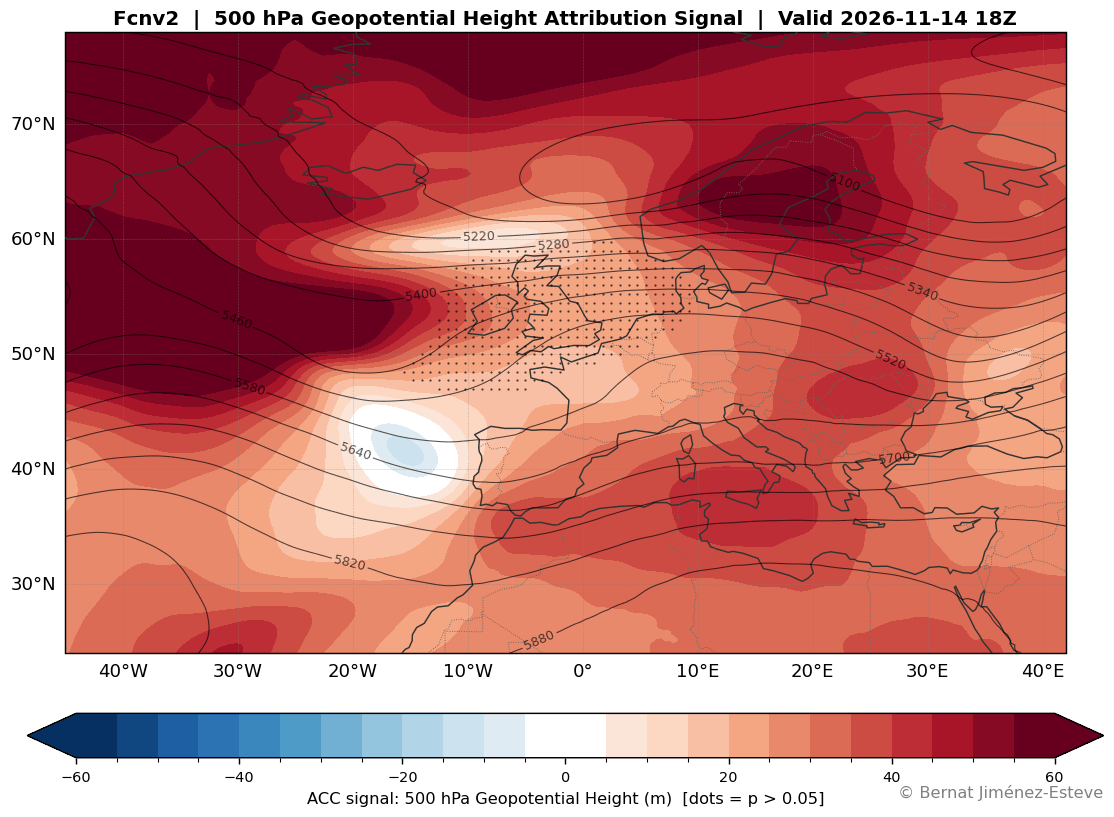 Fcnv2 | 500 hPa Geopotential Height Attribution Signal | Valid 2026-11-14 18Z
70°N
60°N
50°N
40°N
30°N
5100
5220
5280
5340
5400
5460
5520
5580
5640
5700
5820
5880
40°W
30°W
20°W
10°W
0°
10°E
20°E
30°E
40°E
−60
−40
−20
0
20
40
60
ACC signal: 500 hPa Geopotential Height (m) [dots = p > 0.05]
© Bernat Jiménez-Esteve